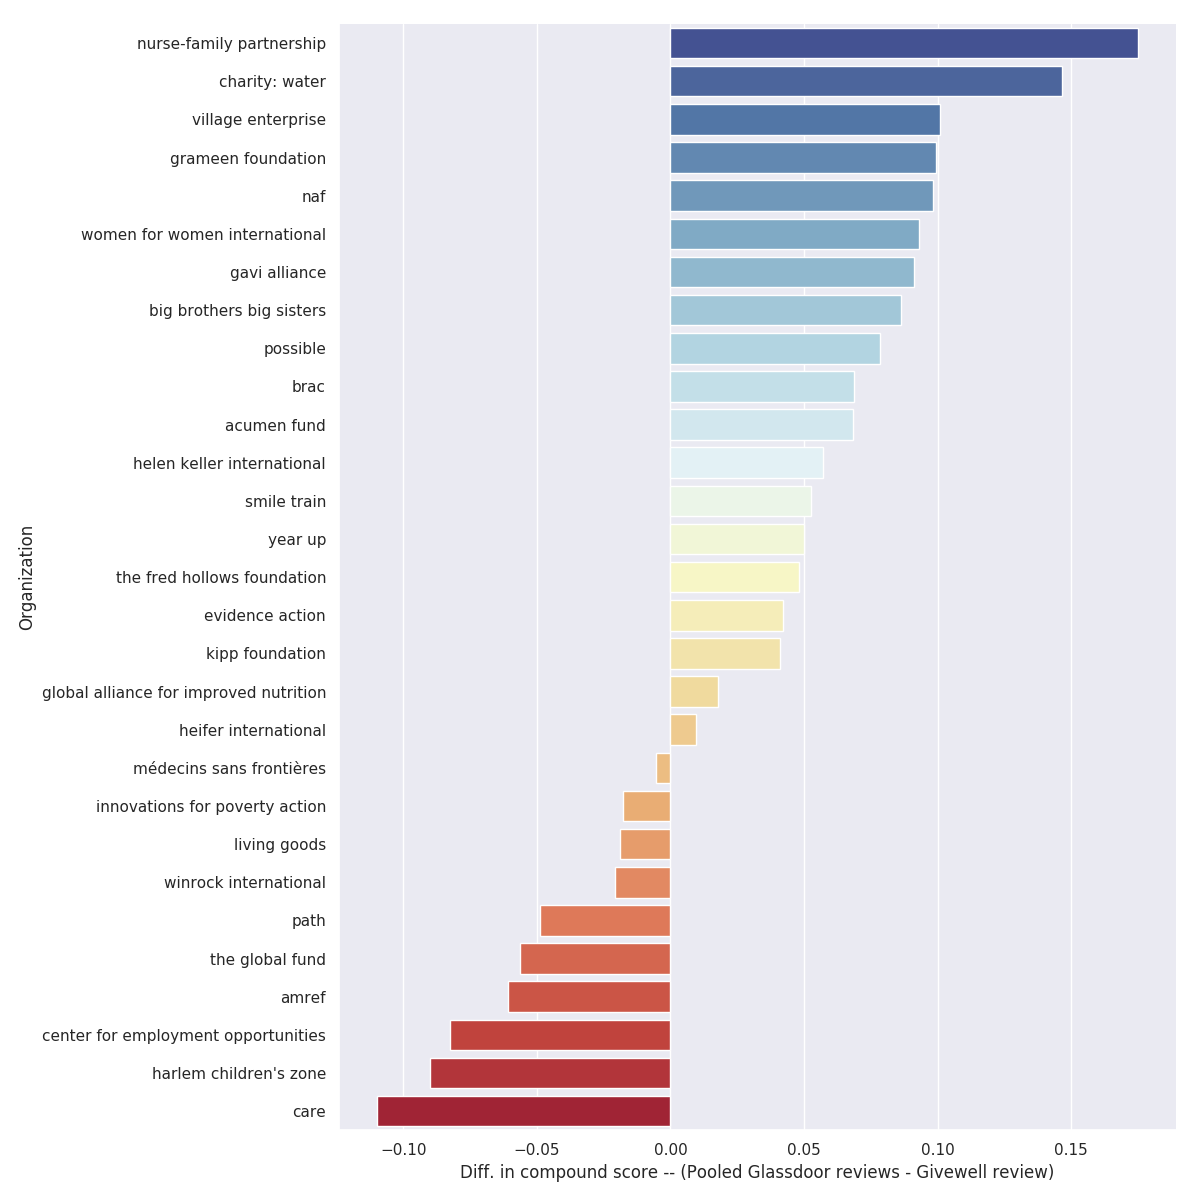 nurse-family partnership
charity: water
village enterprise
grameen foundation
naf
women for women international
gavi alliance
big brothers big sisters
possible
brac
acumen fund
helen keller international
smile train
year up
the fred hollows foundation
evidence action
kipp foundation
global alliance for improved nutrition
heifer international
médecins sans frontières
innovations for poverty action
living goods
winrock international
path
the global fund
amref
center for employment opportunities
harlem children's zone
care
Organization
−0.10 −0.05 0.00 0.05 0.10 0.15
Diff. in compound score -- (Pooled Glassdoor reviews - Givewell review)